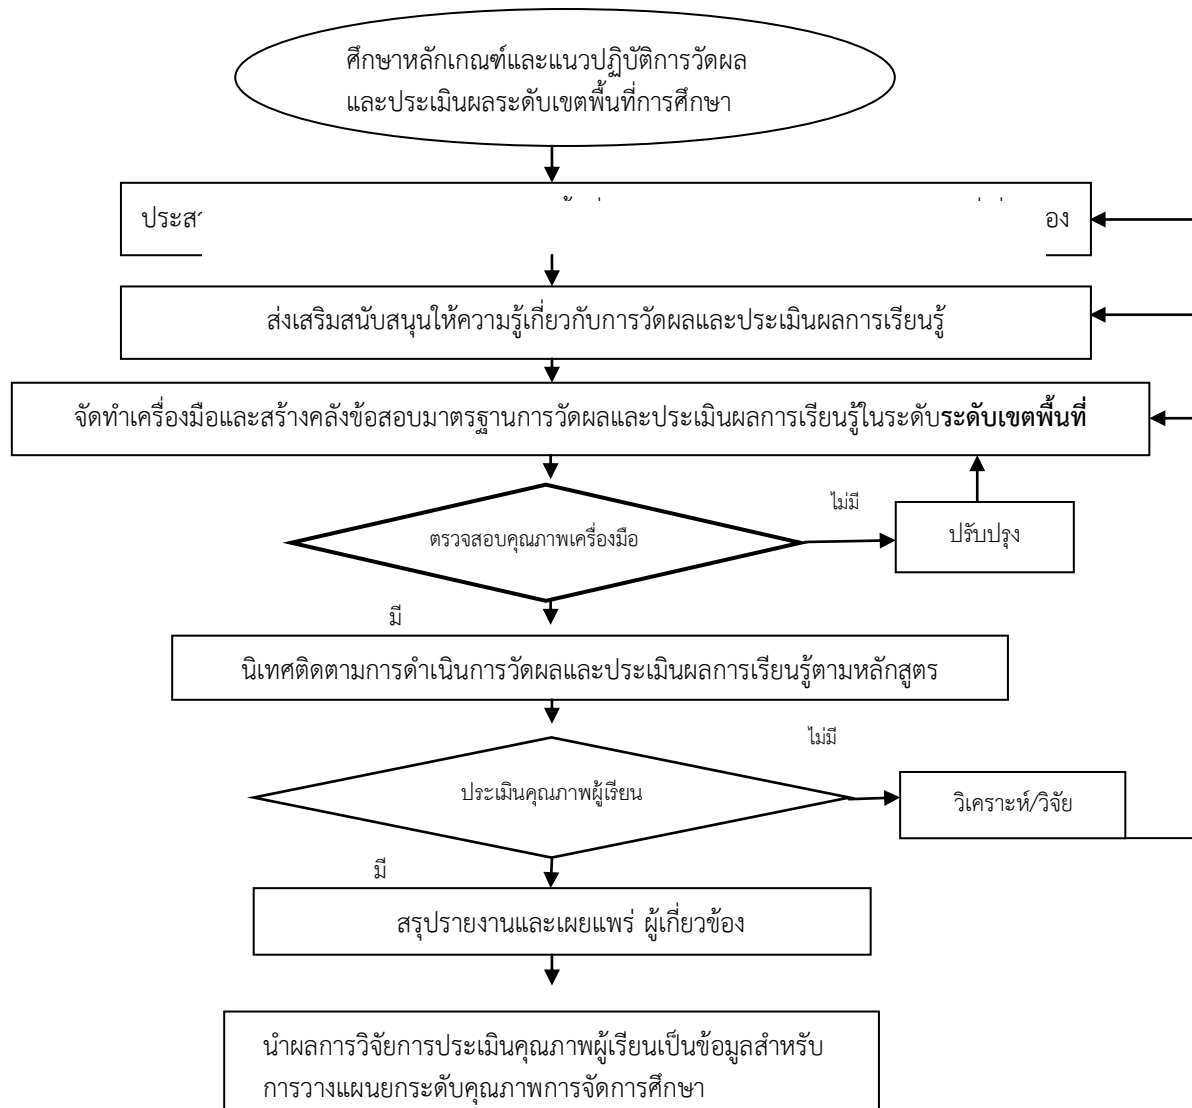 ศึกษาหลักเกณฑ์และแนวปฏิบัติการวัดผล
และประเมินผลระดับเขตพื้นที่การศึกษา
ส่งเสริมสนับสนุนให้ความรู้เกี่ยวกับการวัดผลและประเมินผลการเรียนรู้
จัดทำเครื่องมือและสร้างคลังข้อสอบมาตรฐานการวัดผลและประเมินผลการเรียนรู้ในระดับระดับเขตพื้นที่
ไม่มี
ตรวจสอบคุณภาพเครื่องมือ
ปรับปรุง
มี
นิเทศติดตามการดำเนินการวัดผลและประเมินผลการเรียนรู้ตามหลักสูตร
ไม่มี
ประเมินคุณภาพผู้เรียน
วิเคราะห์/วิจัย
มี
สรุปรายงานและเผยแพร่ ผู้เกี่ยวข้อง
นำผลการวิจัยการประเมินคุณภาพผู้เรียนเป็นข้อมูลสำหรับ
การวางแผนยกระดับคุณภาพการจัดการศึกษา